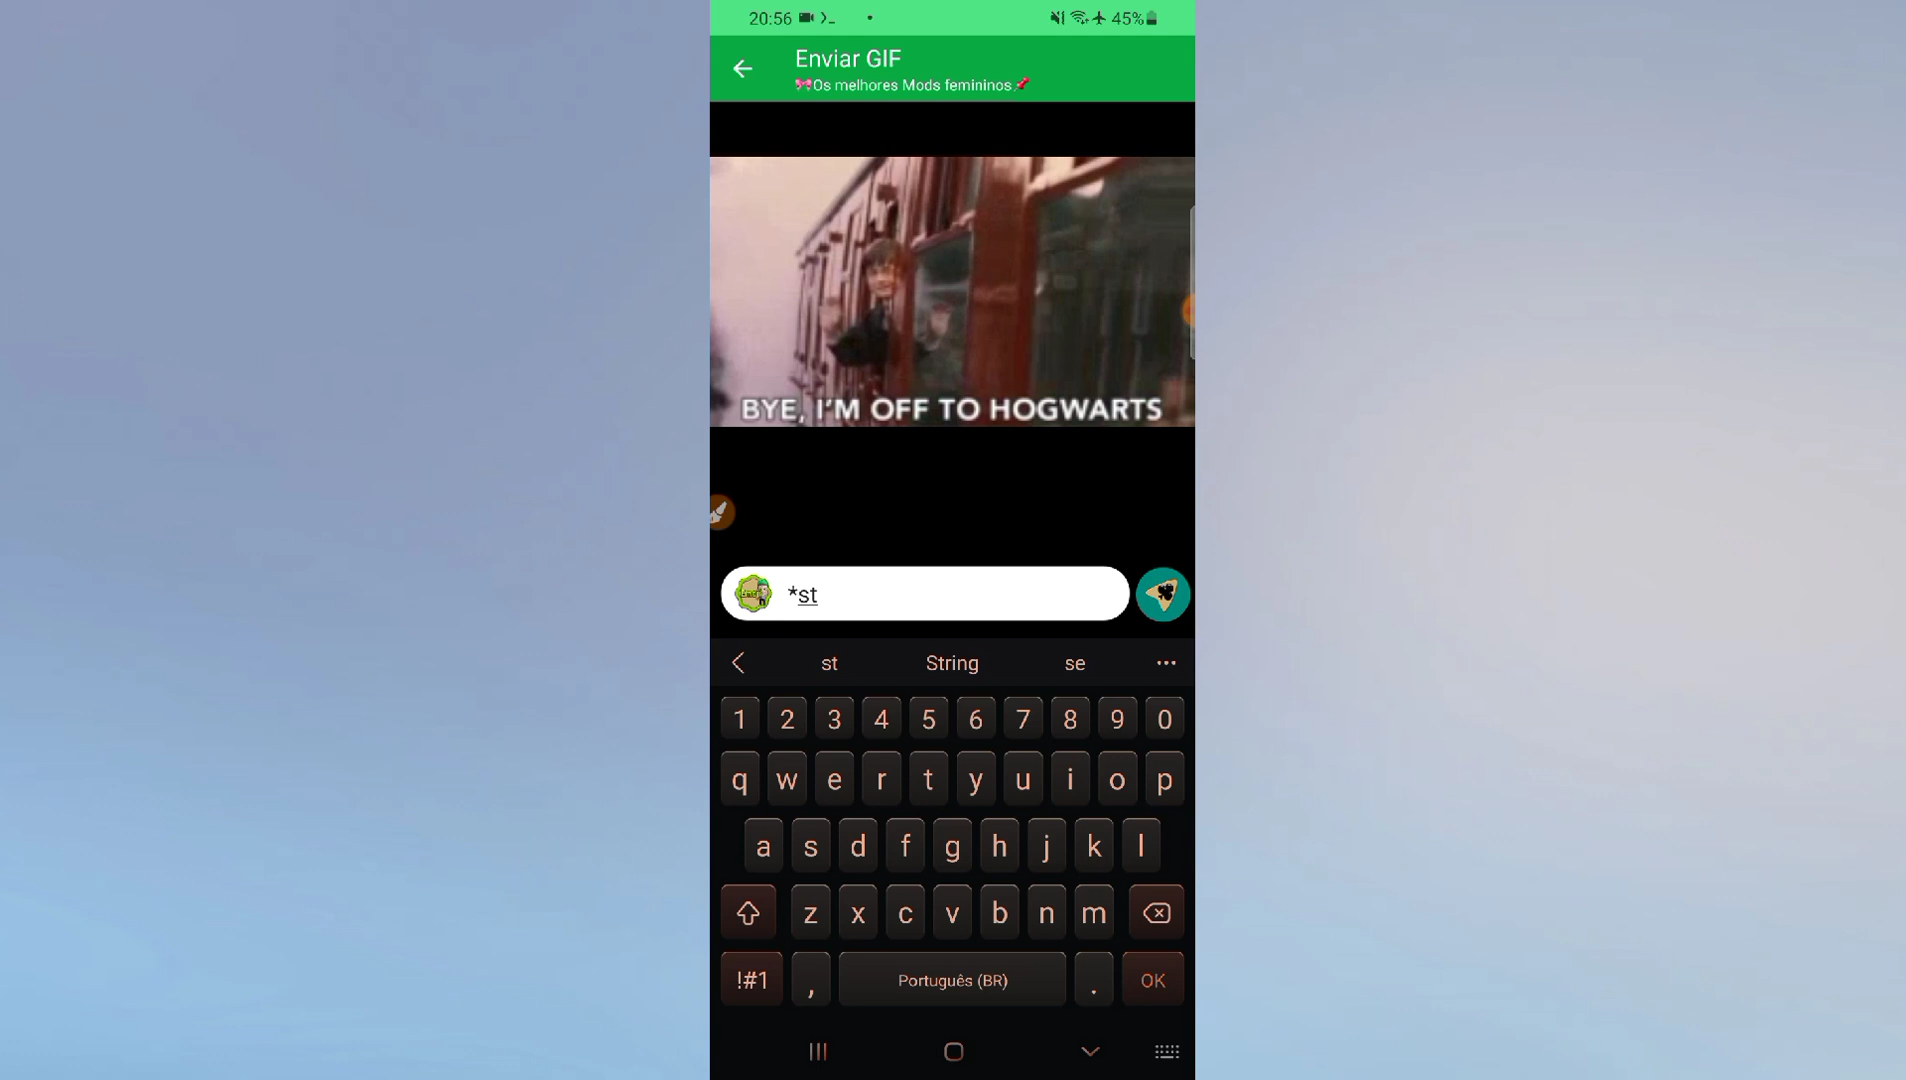 20:56
45%
Enviar GIF
🎀Os melhores Mods femininos📌
BYE, I'M OFF TO HOGWARTS
*st
st String se ...
1 2 3 4 5 6 7 8 9 0
q w e r t y u i o p
a s d f g h j k l
z x c v b n m
!#1 , Português (BR) . OK